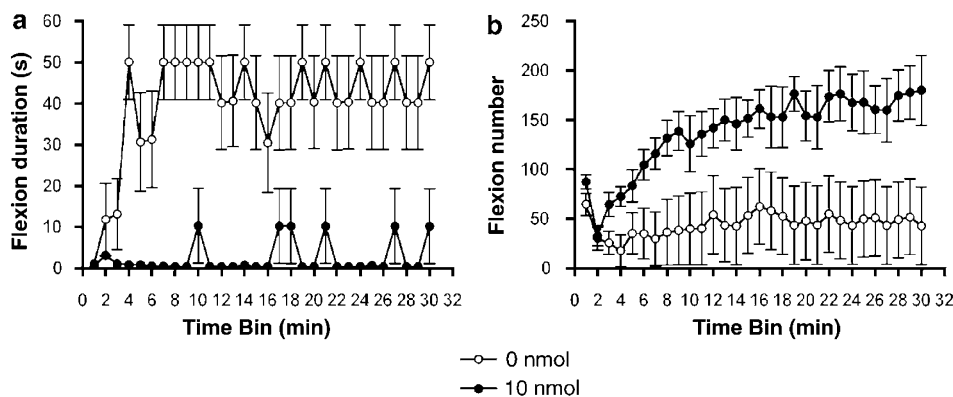 a
Flexion duration (s)
60
50
40
30
20
10
0
0 2 4 6 8 10 12 14 16 18 20 22 24 26 28 30 32
Time Bin (min)
b
Flexion number
250
200
150
100
50
0
0 2 4 6 8 10 12 14 16 18 20 22 24 26 28 30 32
Time Bin (min)
0 nmol
10 nmol